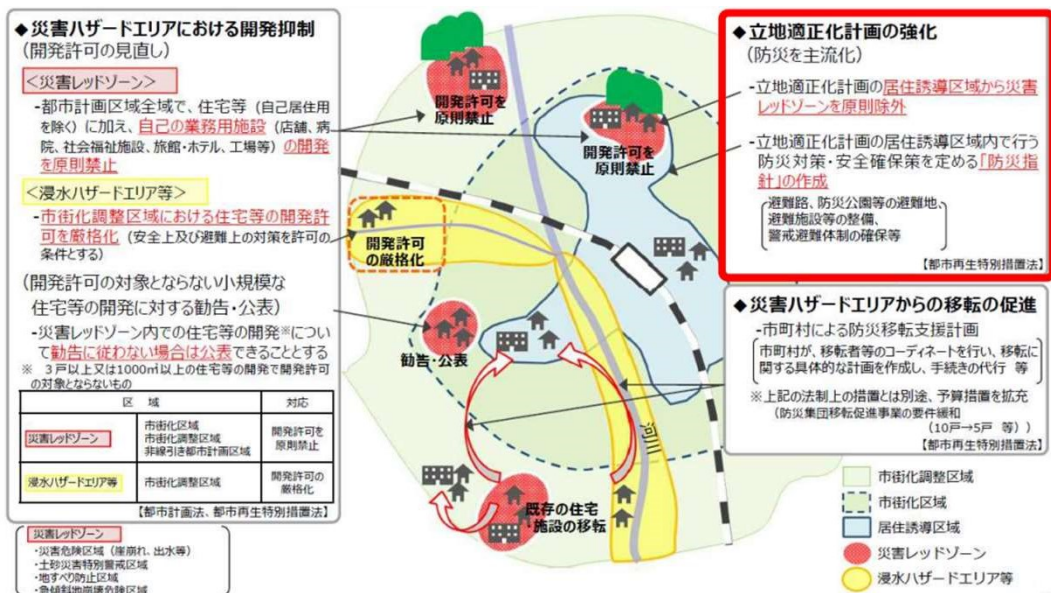 ◆災害ハザードエリアにおける開発抑制
(開発許可の見直し)
<災害レッドゾーン>
-都市計画区域全域で、住宅等(自己居住用
を除く)に加え、自己の業務用施設(店舗、病
院、社会福祉施設、旅館・ホテル、工場等)の開発
を原則禁止
<浸水ハザードエリア等>
-市街化調整区域における住宅等の開発許
可を厳格化(安全上及び避難上の対策を許可の
条件とする)
(開発許可の対象とならない小規模な
住宅等の開発に対する勧告・公表)
-災害レッドゾーン内での住宅等の開発※につい
て勧告に従わない場合は公表できることとする
※ 3戸以上又は1000㎡以上の住宅等の開発で開発許可
の対象とならないもの
区 域 対応
災害レッドゾーン
市街化区域
市街化調整区域
非線引き都市計画区域
開発許可を
原則禁止
浸水ハザードエリア等
市街化調整区域
開発許可の
厳格化
【都市計画法、都市再生特別措置法】
災害レッドゾーン
・災害危険区域(崖崩れ、出水等)
・土砂災害特別警戒区域
・地すべり防止区域
・急傾斜地崩壊危険区域
開発許可を
原則禁止
開発許可を
原則禁止
開発許可
の厳格化
勧告・公表
河川
既存の住宅
・施設の移転
◆立地適正化計画の強化
(防災を主流化)
-立地適正化計画の居住誘導区域から災害
レッドゾーンを原則除外
-立地適正化計画の居住誘導区域内で行う
防災対策・安全確保策を定める「防災
指針」の作成
避難路、防災公園等の避難地、
避難施設等の整備、
警戒避難体制の確保等
【都市再生特別措置法】
◆災害ハザードエリアからの移転の促進
-市町村による防災移転支援計画
市町村が、移転者等のコーディネートを行い、移転に
関する具体的な計画を作成し、手続きの代行 等
※上記の法制上の措置とは別途、予算措置を拡充
(防災集団移転促進事業の要件緩和
(10戸→5戸 等))
【都市再生特別措置法】
市街化調整区域
市街化区域
居住誘導区域
災害レッドゾーン
浸水ハザードエリア等